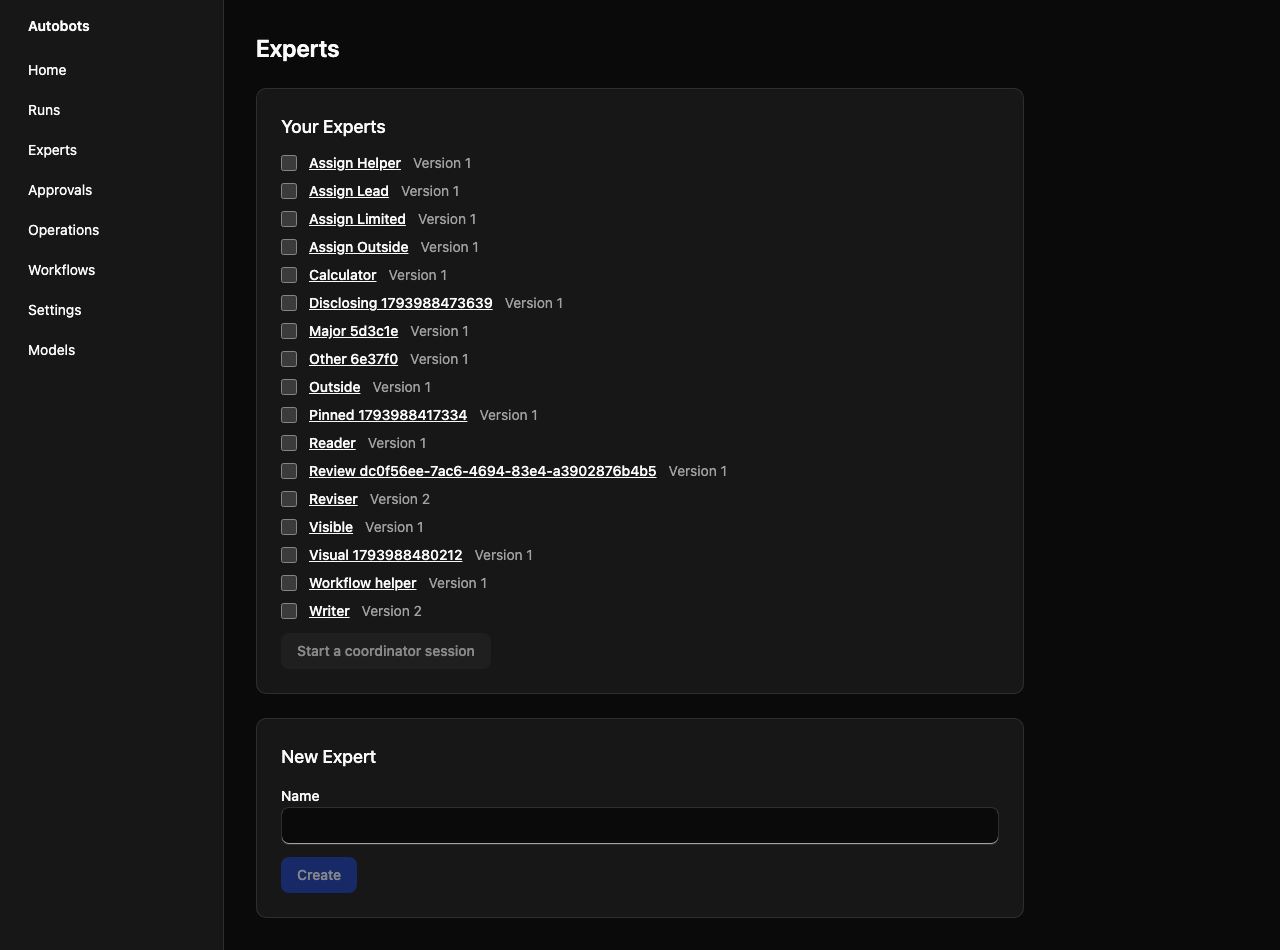 Autobots
Home
Runs
Experts
Approvals
Operations
Workflows
Settings
Models
Experts
Your Experts
Assign Helper Version 1
Assign Lead Version 1
Assign Limited Version 1
Assign Outside Version 1
Calculator Version 1
Disclosing 1793988473639 Version 1
Major 5d3c1e Version 1
Other 6e37f0 Version 1
Outside Version 1
Pinned 1793988417334 Version 1
Reader Version 1
Review dc0f56ee-7ac6-4694-83e4-a3902876b4b5 Version 1
Reviser Version 2
Visible Version 1
Visual 1793988480212 Version 1
Workflow helper Version 1
Writer Version 2
Start a coordinator session
New Expert
Name
Create